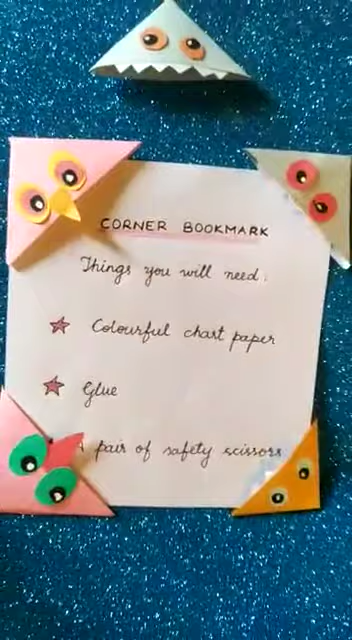 CORNER BOOKMARK
Things you will need:
Colourful chart paper
Glue
A pair of safety scissors